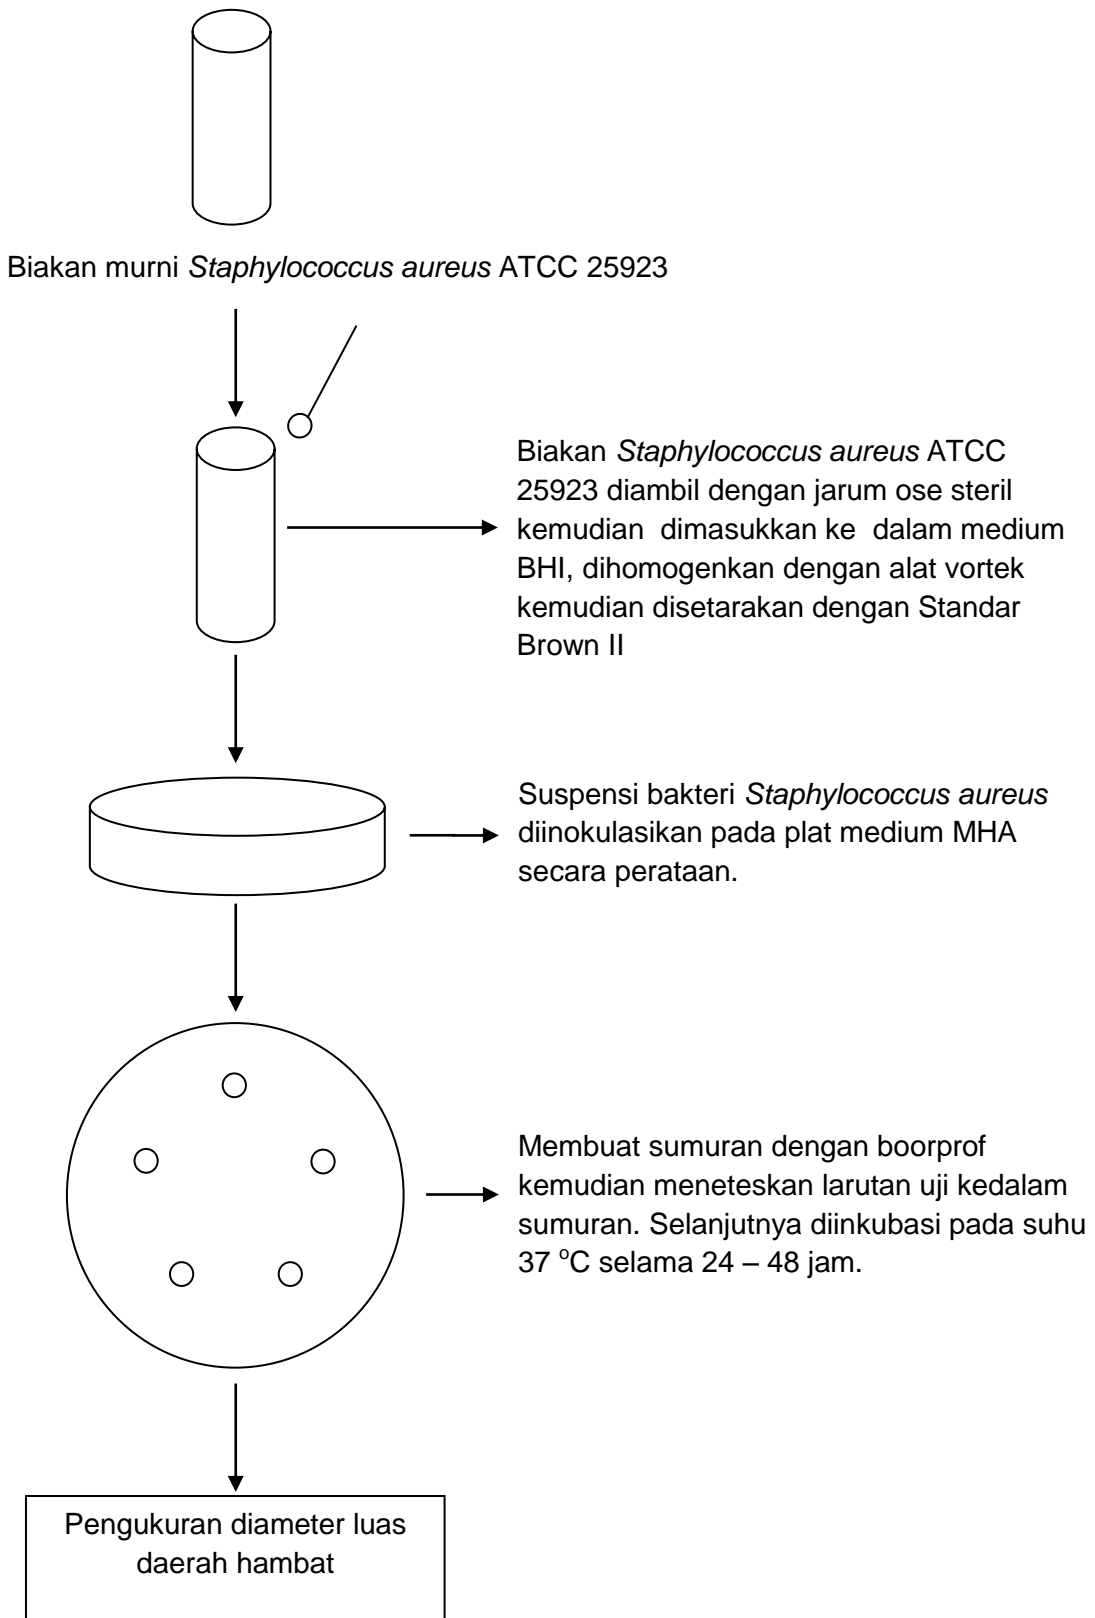 Biakan murni Staphylococcus aureus ATCC 25923
Biakan Staphylococcus aureus ATCC
25923 diambil dengan jarum ose steril
kemudian  dimasukkan ke  dalam medium
BHI, dihomogenkan dengan alat vortek
kemudian disetarakan dengan Standar
Brown II
Suspensi bakteri Staphylococcus aureus
diinokulasikan pada plat medium MHA
secara perataan.
Membuat sumuran dengan boorprof
kemudian meneteskan larutan uji kedalam
sumuran. Selanjutnya diinkubasi pada suhu
37 °C selama 24 – 48 jam.
Pengukuran diameter luas
daerah hambat